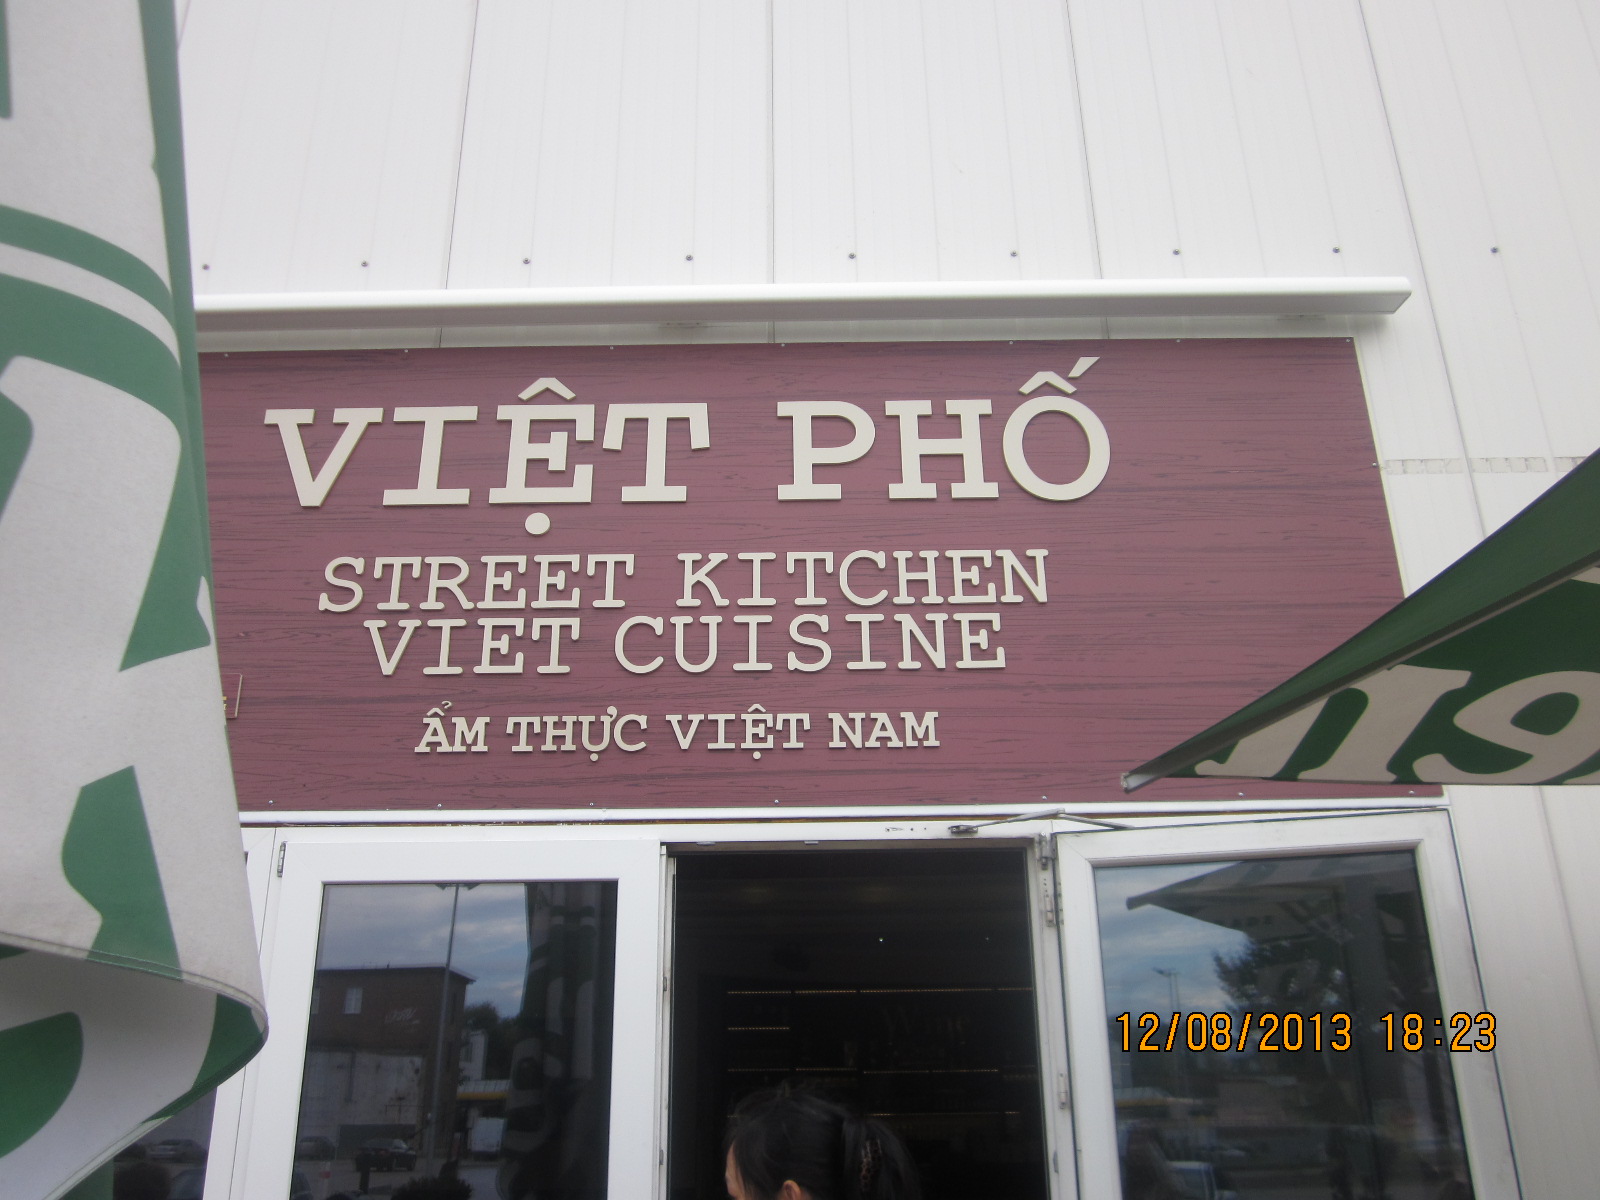 VIỆT PHỐ
STREET KITCHEN
VIET CUISINE
ẨM THỰC VIỆT NAM
12/08/2013 18:23